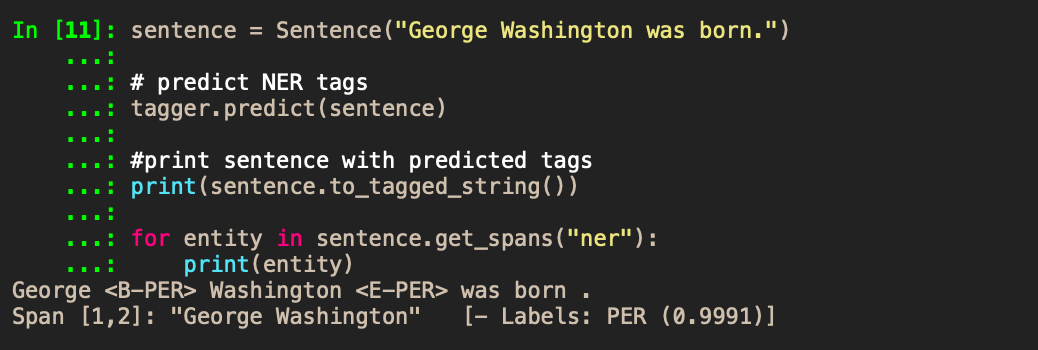 In [11]: sentence = Sentence("George Washington was born.")
    ...:
    ...: # predict NER tags
    ...: tagger.predict(sentence)
    ...:
    ...: #print sentence with predicted tags
    ...: print(sentence.to_tagged_string())
    ...:
    ...: for entity in sentence.get_spans("ner"):
    ...:     print(entity)
George <B-PER> Washington <E-PER> was born .
Span [1,2]: "George Washington"   [− Labels: PER (0.9991)]